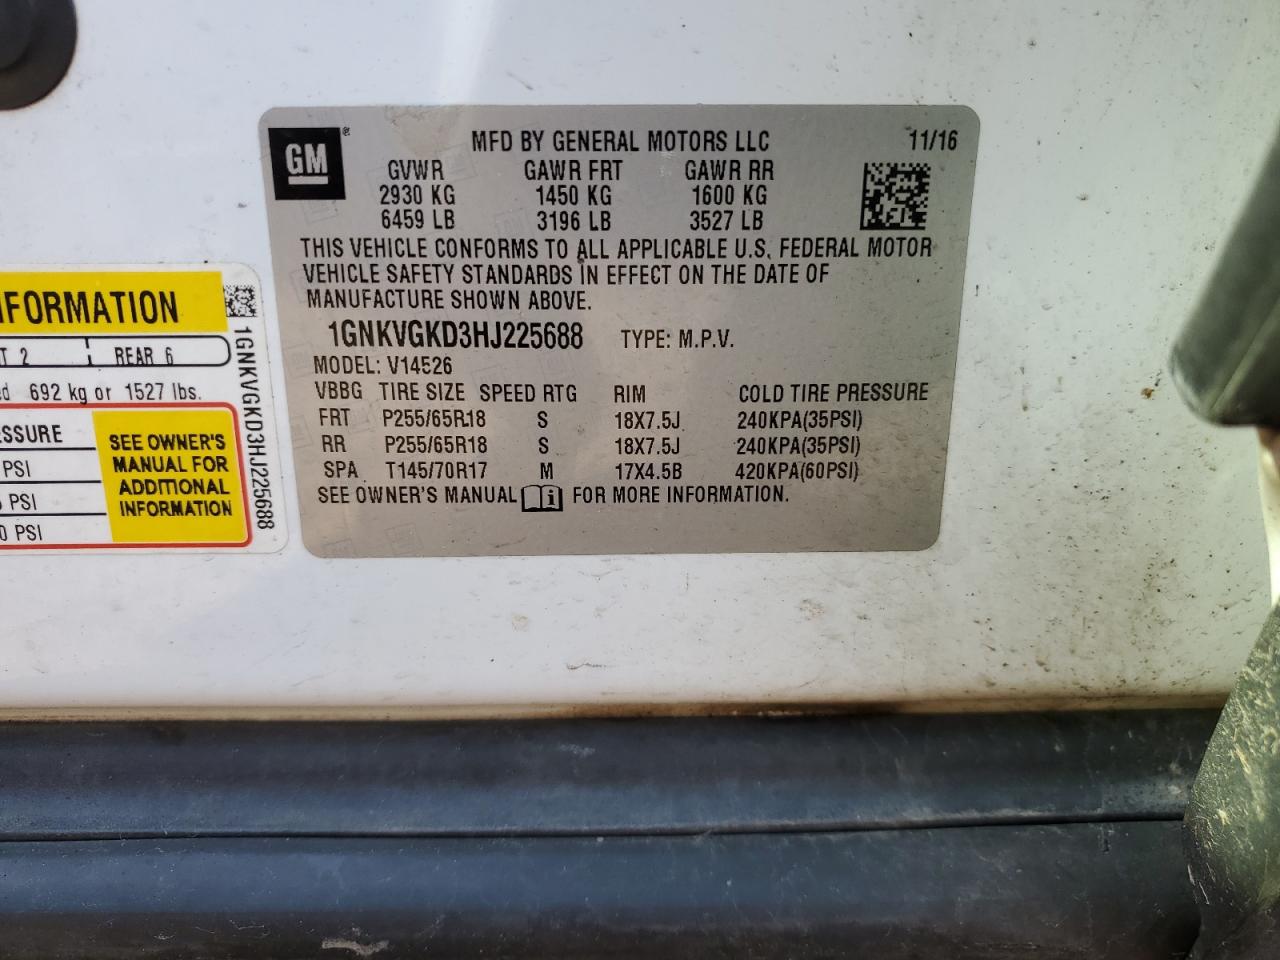 GM
®
MFD BY GENERAL MOTORS LLC 11/16
GVWR GAWR FRT GAWR RR
2930 KG 1450 KG 1600 KG
6459 LB 3196 LB 3527 LB
THIS VEHICLE CONFORMS TO ALL APPLICABLE U.S. FEDERAL MOTOR
VEHICLE SAFETY STANDARDS IN EFFECT ON THE DATE OF
MANUFACTURE SHOWN ABOVE.
1GNKVGKD3HJ225688 TYPE: M.P.V.
MODEL: V14526
VBBG TIRE SIZE SPEED RTG RIM COLD TIRE PRESSURE
FRT P255/65R18 S 18X7.5J 240KPA(35PSI)
RR P255/65R18 S 18X7.5J 240KPA(35PSI)
SPA T145/70R17 M 17X4.5B 420KPA(60PSI)
SEE OWNER'S MANUAL i FOR MORE INFORMATION.
NFORMATION
T 2 REAR 6
ed 692 kg or 1527 lbs.
ESSURE
PSI
PSI
0 PSI
SEE OWNER'S
MANUAL FOR
ADDITIONAL
INFORMATION
1GNKVGKD3HJ225688